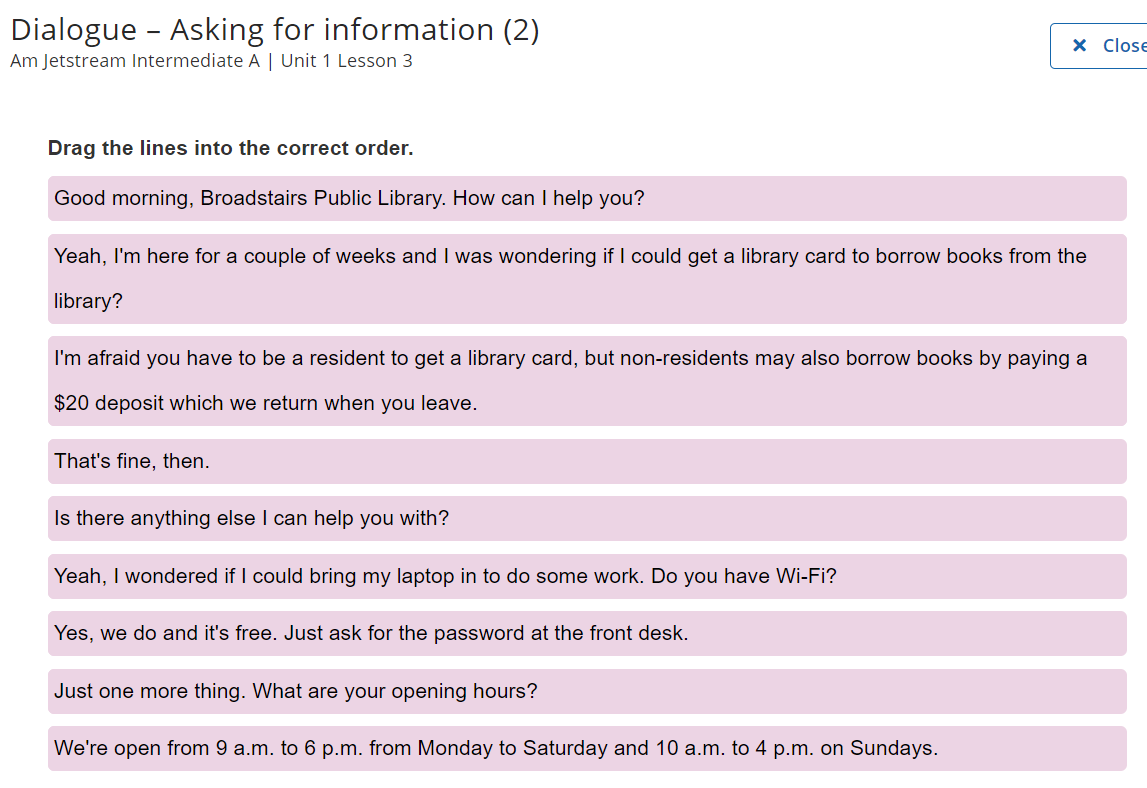 Dialogue – Asking for information (2)
Am Jetstream Intermediate A | Unit 1 Lesson 3
× Close
Drag the lines into the correct order.
Good morning, Broadstairs Public Library. How can I help you?
Yeah, I'm here for a couple of weeks and I was wondering if I could get a library card to borrow books from the
library?
I'm afraid you have to be a resident to get a library card, but non-residents may also borrow books by paying a
$20 deposit which we return when you leave.
That's fine, then.
Is there anything else I can help you with?
Yeah, I wondered if I could bring my laptop in to do some work. Do you have Wi-Fi?
Yes, we do and it's free. Just ask for the password at the front desk.
Just one more thing. What are your opening hours?
We're open from 9 a.m. to 6 p.m. from Monday to Saturday and 10 a.m. to 4 p.m. on Sundays.